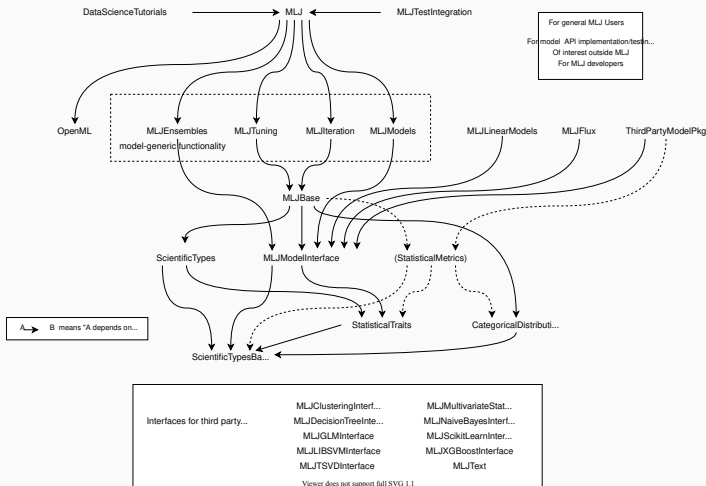 DataScienceTutorials
MLJ
MLJTestIntegration
For general MLJ Users
For model API implementation/testin...
Of interest outside MLJ
For MLJ developers
OpenML
MLJEnsembles
MLJTuning
MLJIteration
MLJModels
MLJLinearModels
MLJFlux
ThirdPartyModelPkg
model-generic functionality
MLJBase
ScientificTypes
MLJModelInterface
(StatisticalMetrics)
A B means "A depends on...
StatisticalTraits
CategoricalDistributi...
ScientificTypesBa...
Interfaces for third party...
MLJClusteringInterf...
MLJMultivariateStat...
MLJDecisionTreeInte...
MLJNaiveBayesInterf...
MLJGLMInterface
MLJScikitLearnInter...
MLJLIBSVMInterface
MLJXGBoostInterface
MLJTSVDInterface
MLJText
Viewer does not support full SVG 1.1